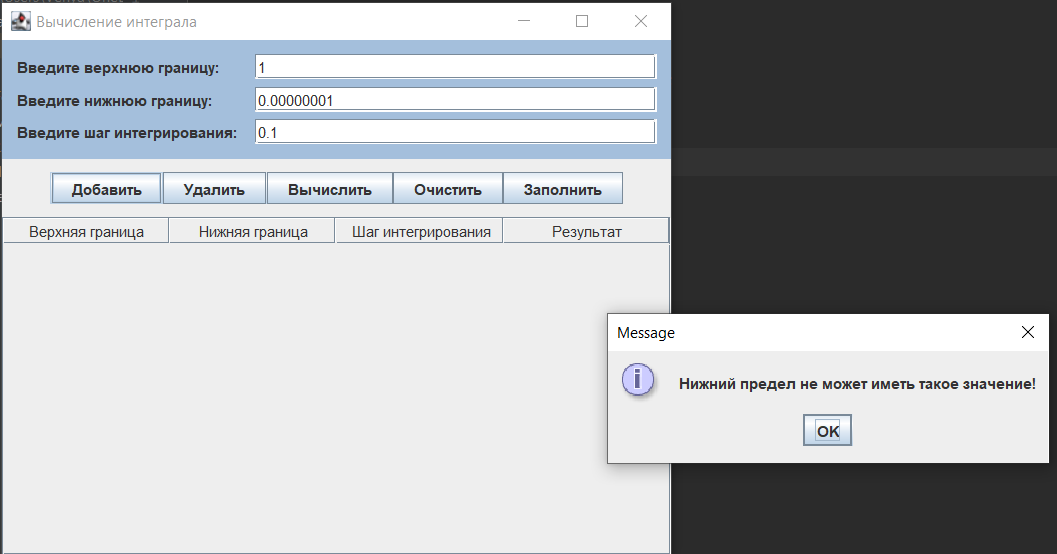 Вычисление интеграла
Введите верхнюю границу: 1
Введите нижнюю границу: 0.00000001
Введите шаг интегрирования: 0.1
Добавить Удалить Вычислить Очистить Заполнить
Верхняя граница Нижняя граница Шаг интегрирования Результат
Message
Нижний предел не может иметь такое значение!
OK